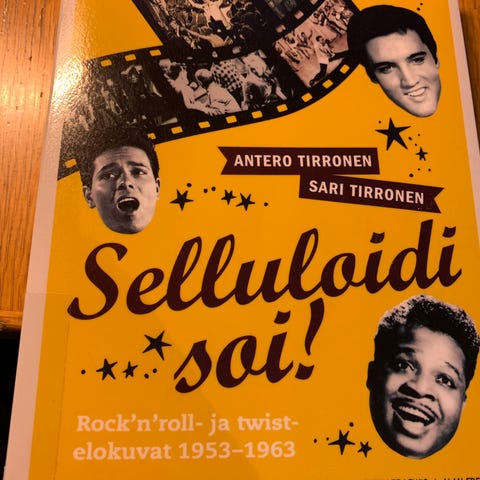 ANTERO TIRRONEN
SARI TIRRONEN
Selluloidi
soi!
Rock'n'roll- ja twist-
elokuvat 1953–1963